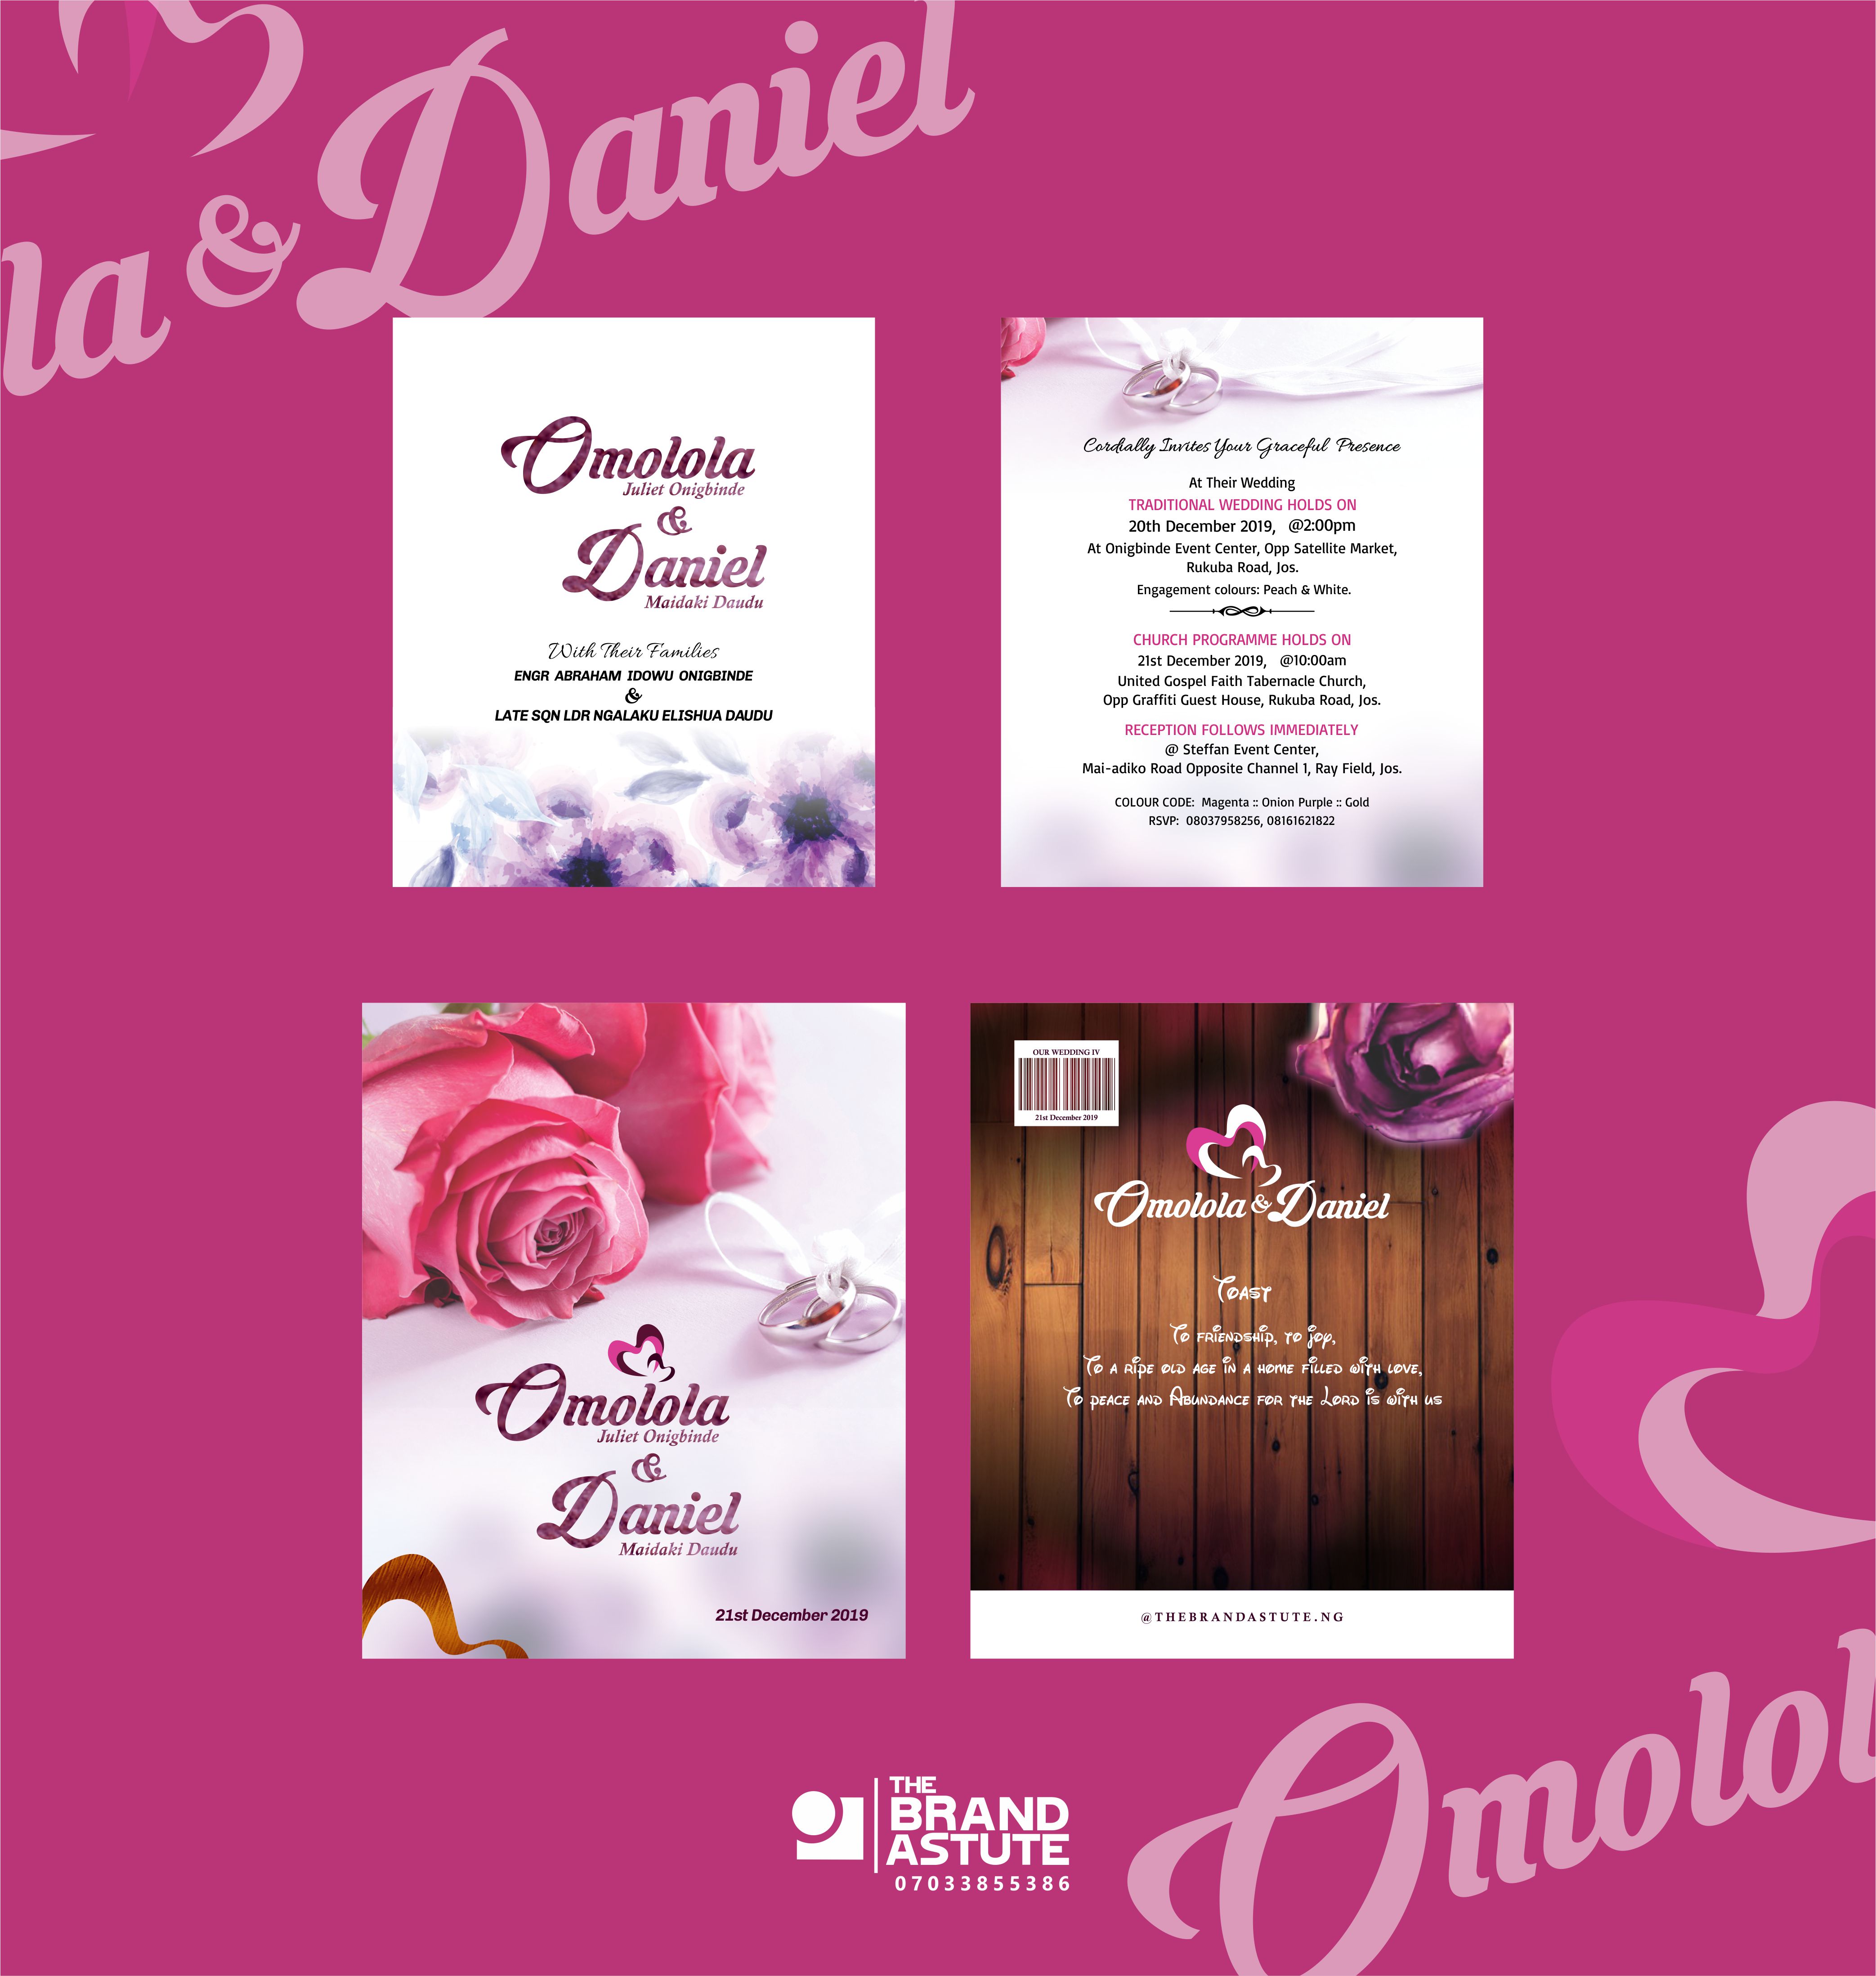 la & Daniel
Omolola
Juliet Onigbinde
&
Daniel
Maidaki Daudu
With Their Families
ENGR ABRAHAM IDOWU ONIGBINDE
&
LATE SQN LDR NGALAKU ELISHUA DAUDU
Cordially Invites Your Graceful Presence
At Their Wedding
TRADITIONAL WEDDING HOLDS ON
20th December 2019, @2:00pm
At Onigbinde Event Center, Opp Satellite Market,
Rukuba Road, Jos.
Engagement colours: Peach & White.
CHURCH PROGRAMME HOLDS ON
21st December 2019, @10:00am
United Gospel Faith Tabernacle Church,
Opp Graffiti Guest House, Rukuba Road, Jos.
RECEPTION FOLLOWS IMMEDIATELY
@ Steffan Event Center,
Mai-adiko Road Opposite Channel 1, Ray Field, Jos.
COLOUR CODE: Magenta :: Onion Purple :: Gold
RSVP: 08037958256, 08161621822
Omolola
Juliet Onigbinde
&
Daniel
Maidaki Daudu
21st December 2019
OUR WEDDING IV
21st December 2019
Omolola & Daniel
Toast
To friendship, to joy,
To a ripe old age in a home filled with love,
To peace and Abundance for the Lord is with us
@THEBRANDASTUTE.NG
THE
BRAND
ASTUTE
07033855386
Omolol